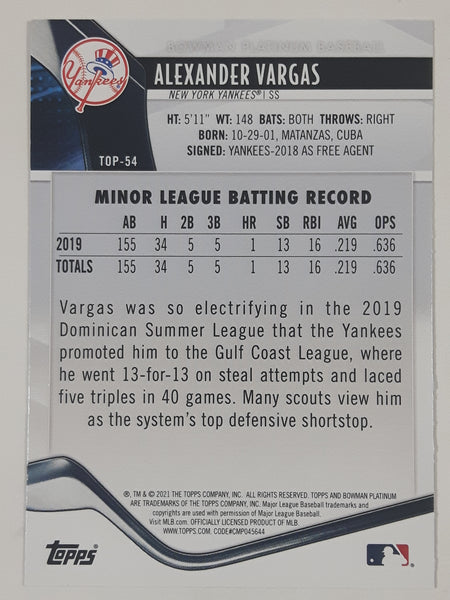 Yankees
BOWMAN PLATINUM BASEBALL
ALEXANDER VARGAS
NEW YORK YANKEES® | SS
TOP-54
HT: 5'11" WT: 148 BATS: BOTH THROWS: RIGHT
BORN: 10-29-01, MATANZAS, CUBA
SIGNED: YANKEES-2018 AS FREE AGENT
MINOR LEAGUE BATTING RECORD
AB H 2B 3B HR SB RBI AVG OPS
2019 155 34 5 5 1 13 16 .219 .636
TOTALS 155 34 5 5 1 13 16 .219 .636
Vargas was so electrifying in the 2019
Dominican Summer League that the Yankees
promoted him to the Gulf Coast League, where
he went 13-for-13 on steal attempts and laced
five triples in 40 games. Many scouts view him
as the system's top defensive shortstop.
®, TM & © 2021 THE TOPPS COMPANY, INC. ALL RIGHTS RESERVED. TOPPS AND BOWMAN PLATINUM
ARE TRADEMARKS OF THE TOPPS COMPANY, INC. Major League Baseball trademarks and
copyrights are used with permission of Major League Baseball.
Visit MLB.com. OFFICIALLY LICENSED PRODUCT OF MLB.
WWW.TOPPS.COM. CODE#CMP045644
topps